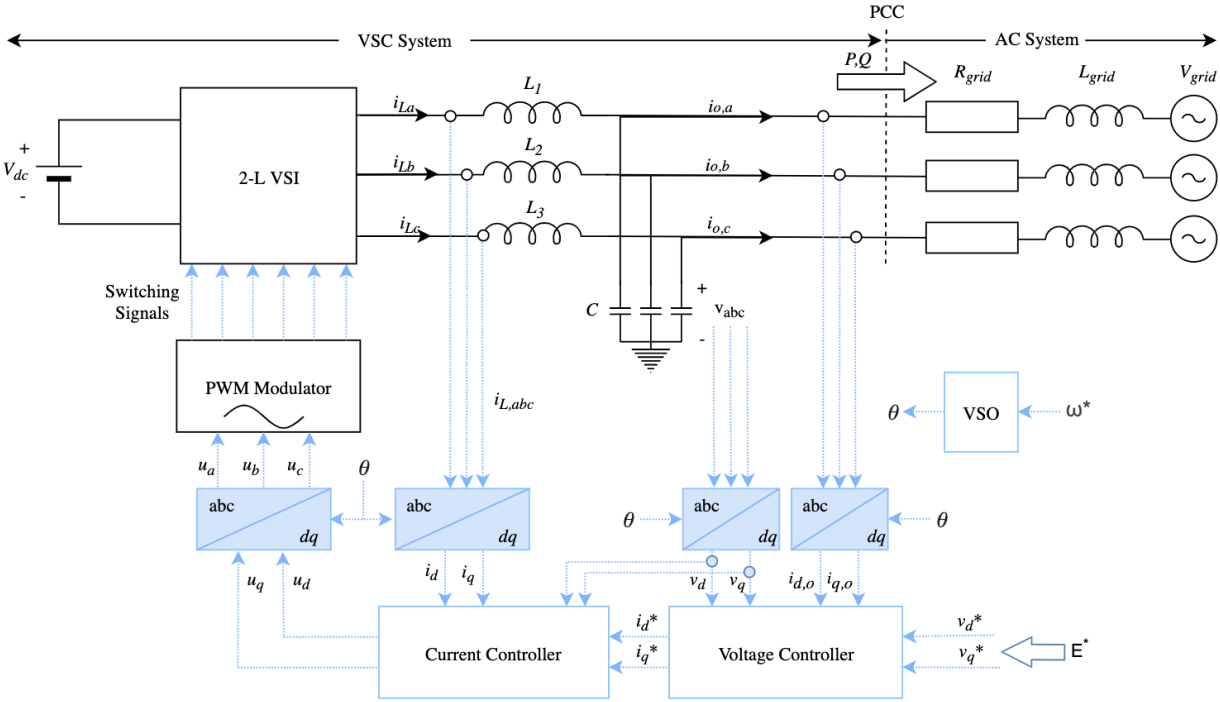 PCC
VSC System
AC System
P,Q
R_grid
L_grid
V_grid
L_1
i_La
i_o,a
+
V_dc
-
2-L VSI
L_2
i_Lb
i_o,b
L_3
i_Lc
i_o,c
Switching
Signals
C
+
v_abc
-
PWM Modulator
i_L,abc
θ
VSO
ω*
u_a
u_b
u_c
θ
abc
dq
abc
dq
θ
abc
dq
abc
dq
θ
u_q
u_d
i_d
i_q
v_d
v_q
i_d,o
i_q,o
Current Controller
i_d*
i_q*
Voltage Controller
v_d*
v_q*
E*